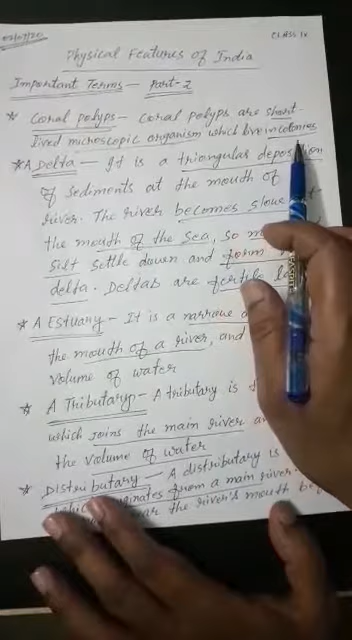 CLASS IX
Physical Features of India
Important Terms - Part-2
* Coral polyps - Coral polyps are short
lived microscopic organism which live in colonies
* A Delta - It is a triangular deposition
of sediments at the mouth of
river. The river becomes slow
the mouth of the sea, so
silt settle down and form
delta. Deltas are fertile
* A Estuary - It is a narrow
the mouth of a river, and
volume of water
* A Tributary - A tributary is
which joins the main river
the volume of water
* Distributary - A distributary is
from a main river.
the river's mouth